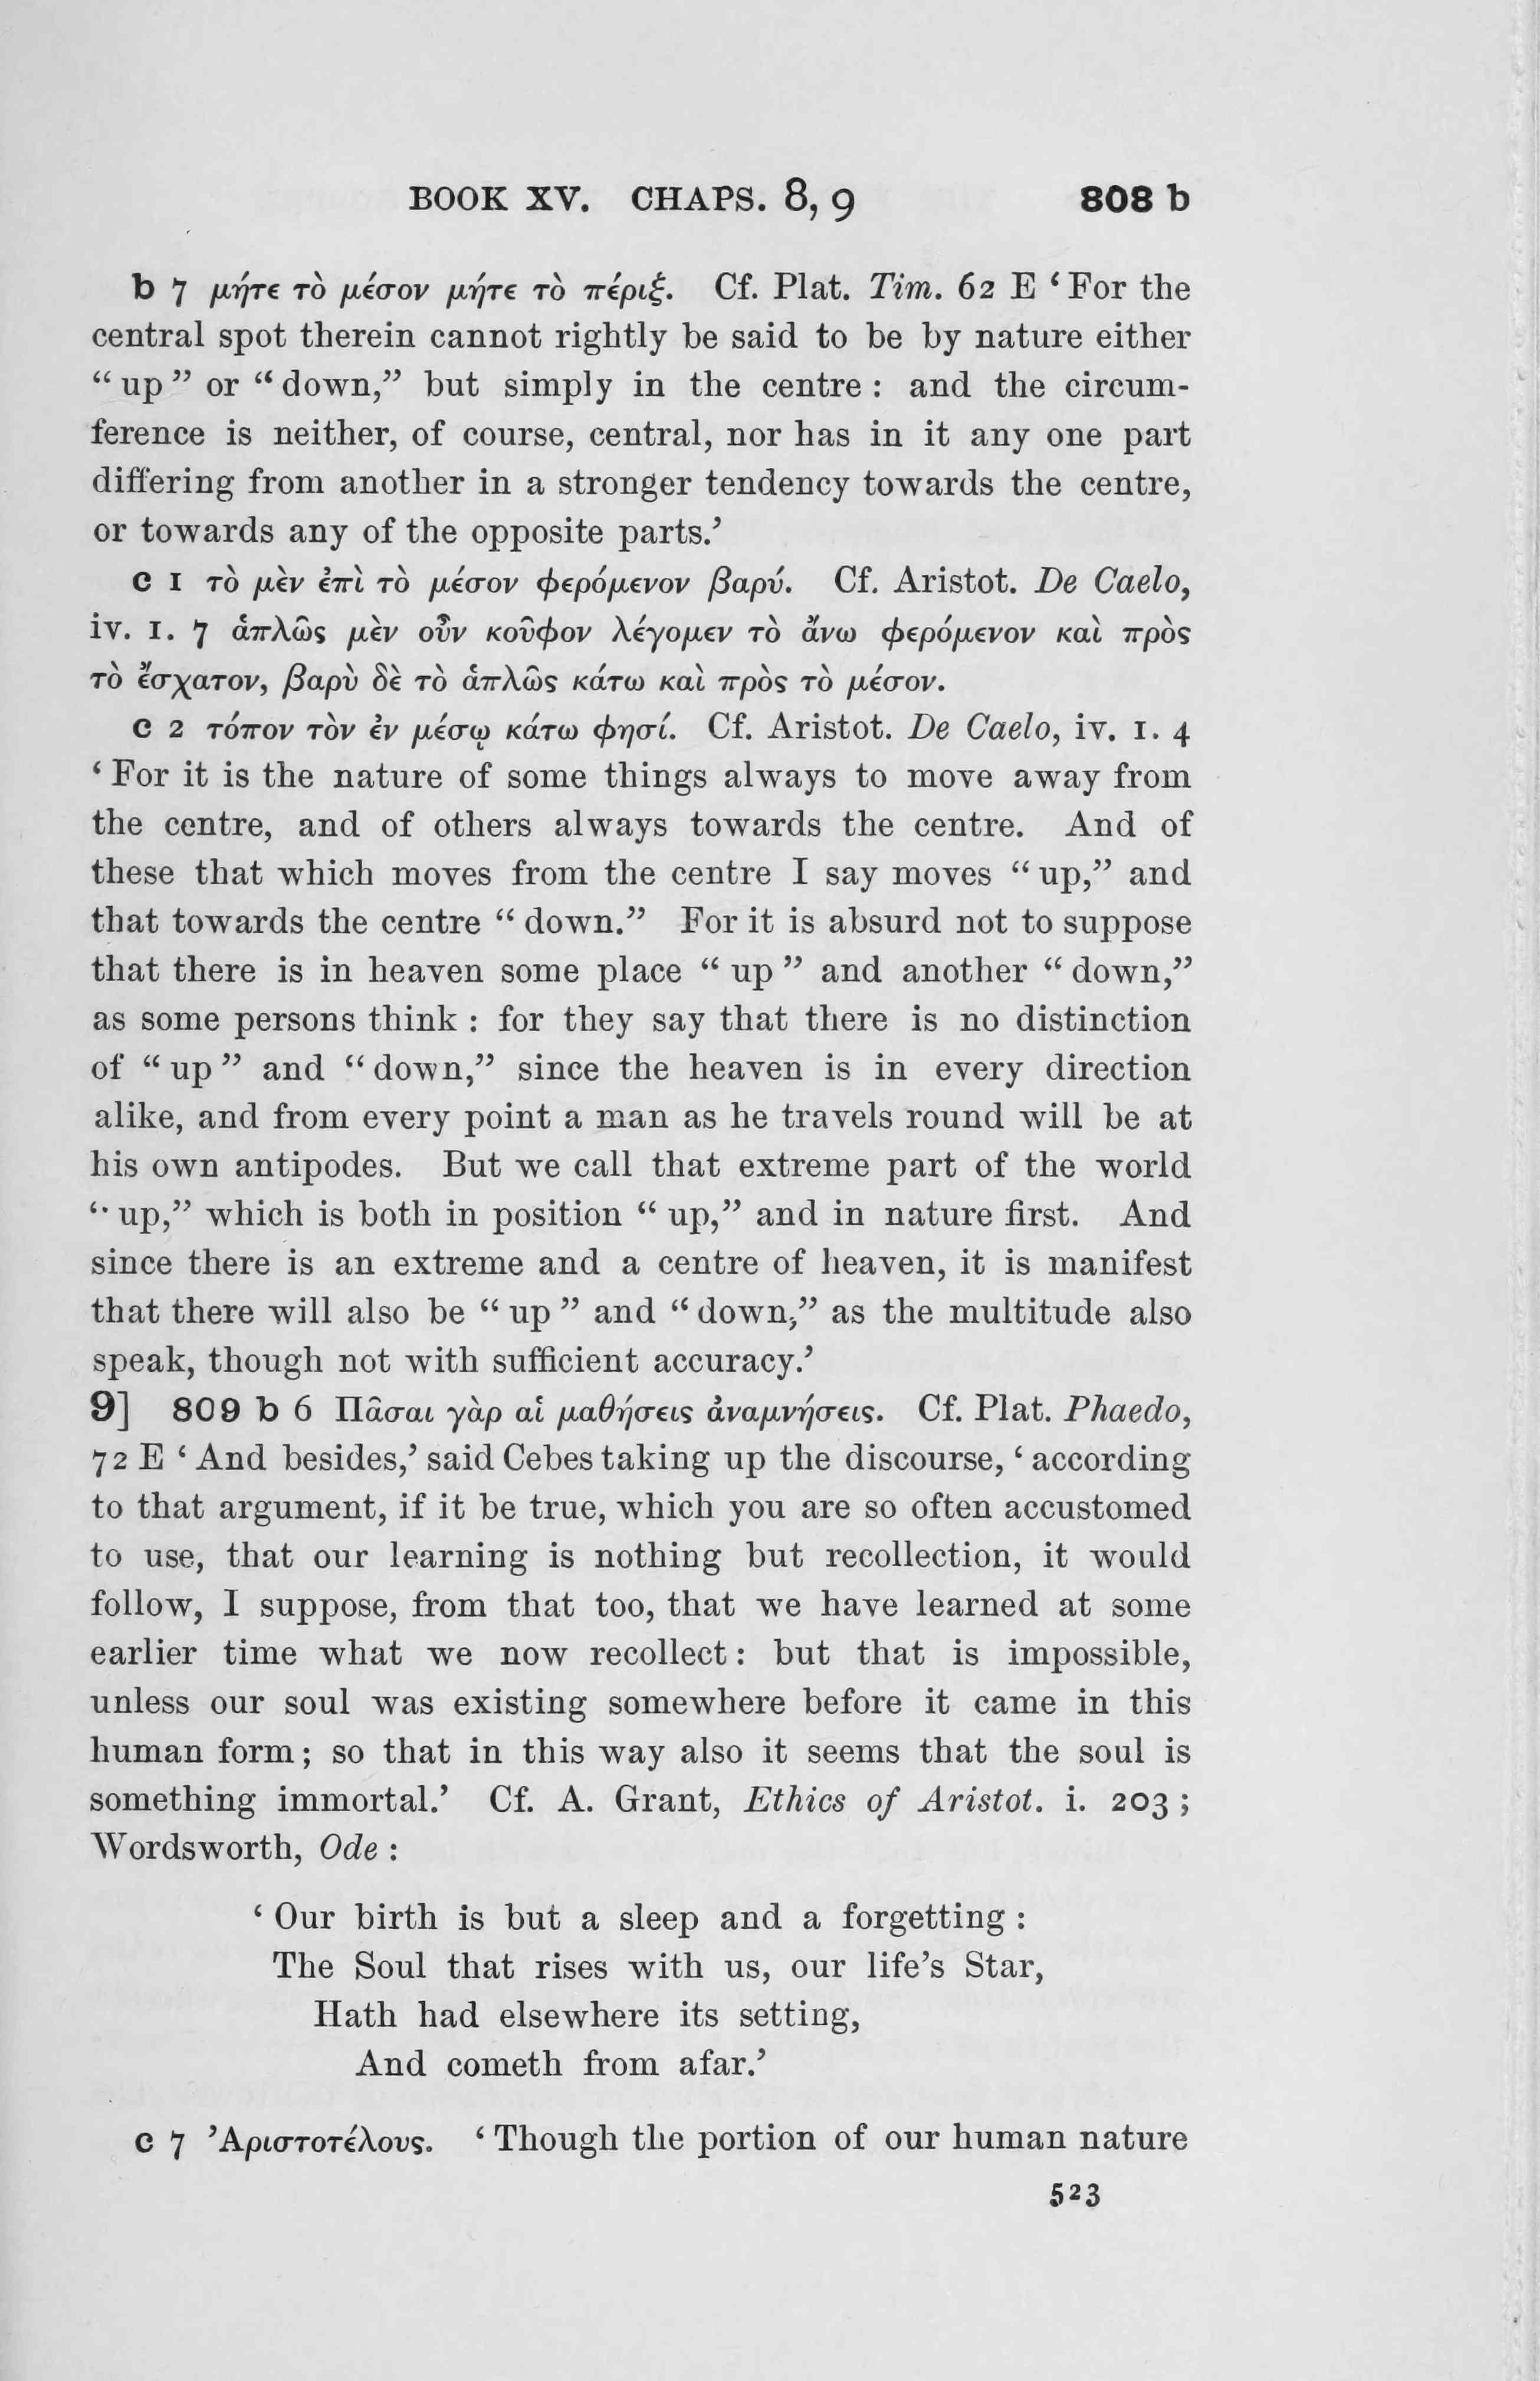 BOOK XV. CHAPS. 8, 9 808 b
b 7 μήτε τὸ μέσον μήτε τὸ πέριξ. Cf. Plat. Tim. 62 E ‘For the
central spot therein cannot rightly be said to be by nature either
“up” or “down,” but simply in the centre: and the circum-
ference is neither, of course, central, nor has in it any one part
differing from another in a stronger tendency towards the centre,
or towards any of the opposite parts.’
c 1 τὸ μὲν ἐπὶ τὸ μέσον φερόμενον βαρύ. Cf. Aristot. De Caelo,
iv. 1. 7 ἁπλῶς μὲν οὖν κοῦφον λέγομεν τὸ ἄνω φερόμενον καὶ πρὸς
τὸ ἔσχατον, βαρὺ δὲ τὸ ἁπλῶς κάτω καὶ πρὸς τὸ μέσον.
c 2 τόπον τὸν ἐν μέσῳ κάτω φησί. Cf. Aristot. De Caelo, iv. 1. 4
‘For it is the nature of some things always to move away from
the centre, and of others always towards the centre. And of
these that which moves from the centre I say moves “up,” and
that towards the centre “down.” For it is absurd not to suppose
that there is in heaven some place “up” and another “down,”
as some persons think: for they say that there is no distinction
of “up” and “down,” since the heaven is in every direction
alike, and from every point a man as he travels round will be at
his own antipodes. But we call that extreme part of the world
“up,” which is both in position “up,” and in nature first. And
since there is an extreme and a centre of heaven, it is manifest
that there will also be “up” and “down,” as the multitude also
speak, though not with sufficient accuracy.’
9] 809 b 6 Πᾶσαι γὰρ αἱ μαθήσεις ἀναμνήσεις. Cf. Plat. Phaedo,
72 E ‘And besides,’ said Cebes taking up the discourse, ‘according
to that argument, if it be true, which you are so often accustomed
to use, that our learning is nothing but recollection, it would
follow, I suppose, from that too, that we have learned at some
earlier time what we now recollect: but that is impossible,
unless our soul was existing somewhere before it came in this
human form; so that in this way also it seems that the soul is
something immortal.’ Cf. A. Grant, Ethics of Aristot. i. 203;
Wordsworth, Ode:
‘Our birth is but a sleep and a forgetting:
The Soul that rises with us, our life’s Star,
Hath had elsewhere its setting,
And cometh from afar.’
c 7 Ἀριστοτέλους. ‘Though the portion of our human nature
523